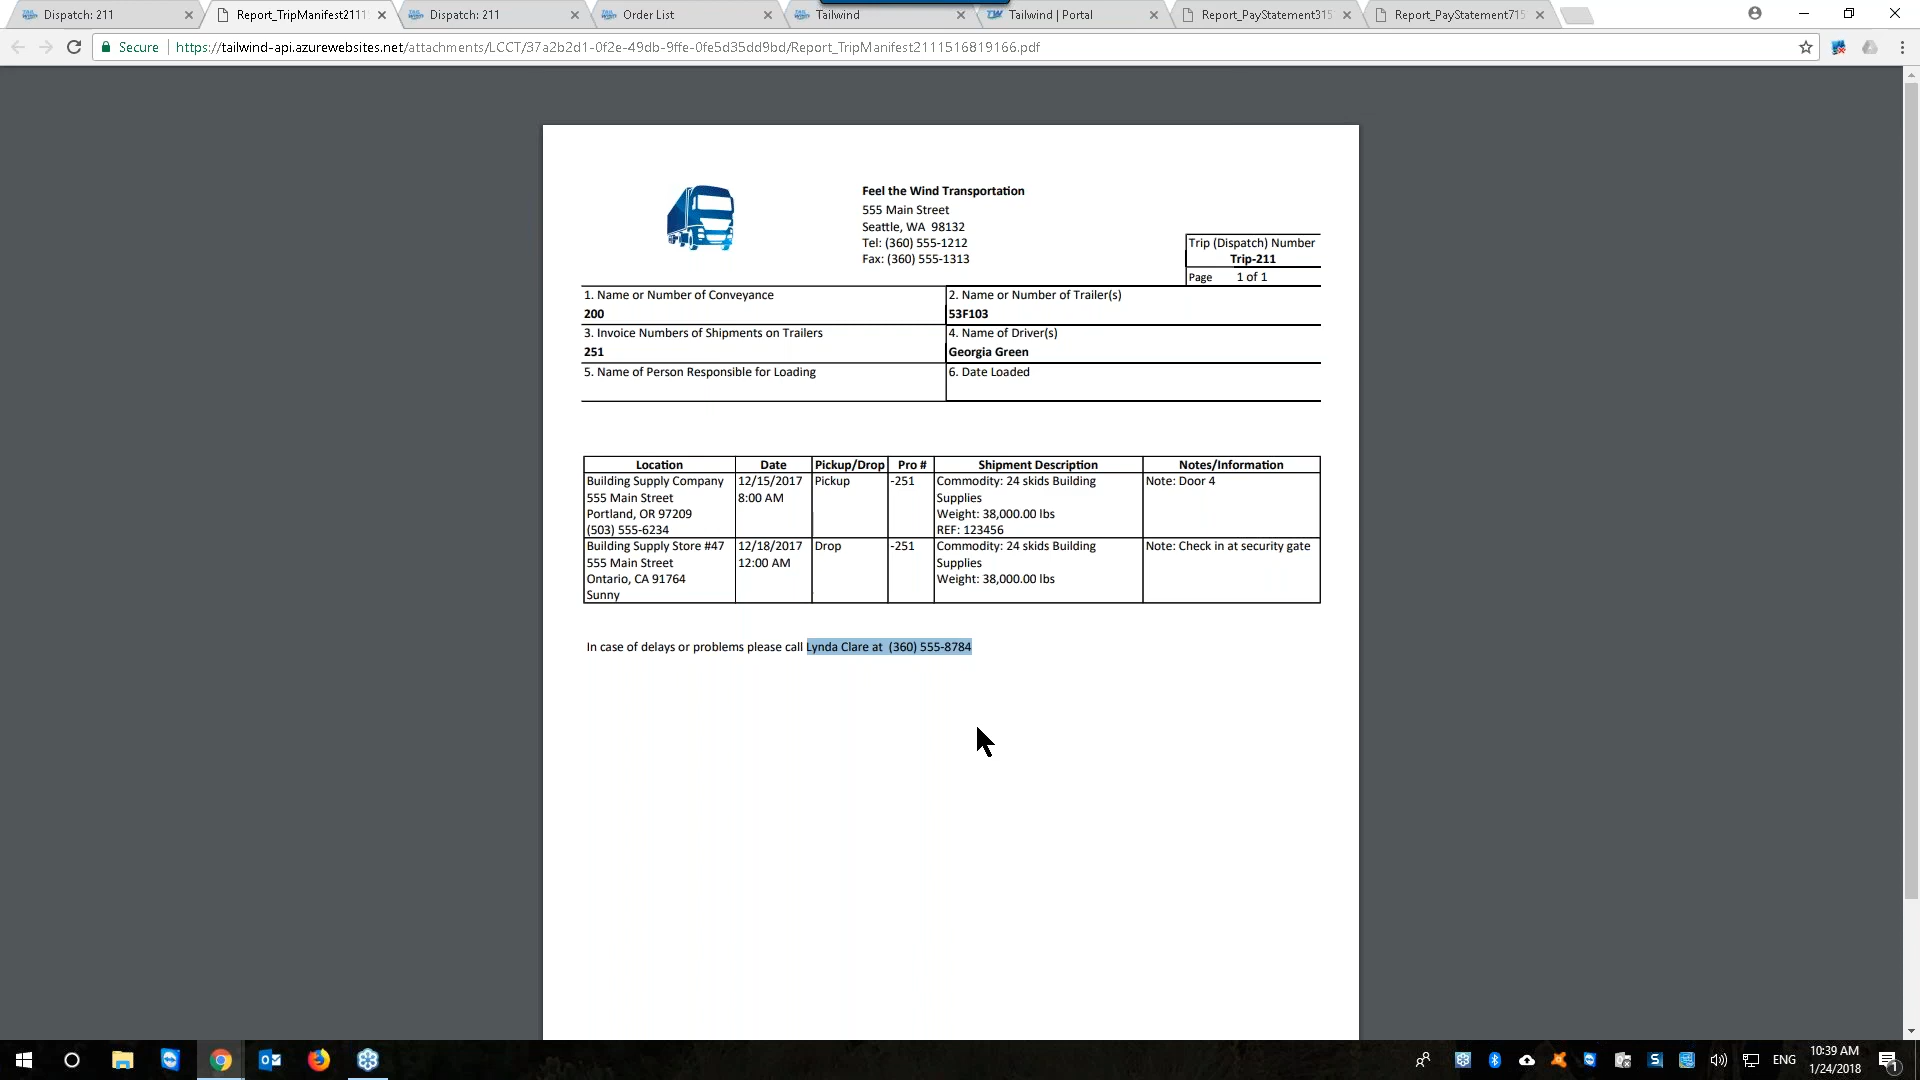 Dispatch: 211
Report_TripManifest2111
Dispatch: 211
Order List
Tailwind
Tailwind | Portal
Report_PayStatement315
Report_PayStatement715
Secure
https://tailwind-api.azurewebsites.net/attachments/LCCT/37a2b2d1-0f2e-49db-9ffe-0fe5d35dd9bd/Report_TripManifest2111516819166.pdf
Feel the Wind Transportation
555 Main Street
Seattle, WA 98132
Tel: (360) 555-1212
Fax: (360) 555-1313
Trip (Dispatch) Number
Trip-211
Page 1 of 1
1. Name or Number of Conveyance
200
2. Name or Number of Trailer(s)
53F103
3. Invoice Numbers of Shipments on Trailers
251
4. Name of Driver(s)
Georgia Green
5. Name of Person Responsible for Loading
6. Date Loaded
Location Date Pickup/Drop Pro # Shipment Description Notes/Information
Building Supply Company 12/15/2017 Pickup -251 Commodity: 24 skids Building Note: Door 4
555 Main Street 8:00 AM Supplies
Portland, OR 97209 Weight: 38,000.00 lbs
(503) 555-6234 REF: 123456
Building Supply Store #47 12/18/2017 Drop -251 Commodity: 24 skids Building Note: Check in at security gate
555 Main Street 12:00 AM Supplies
Ontario, CA 91764 Weight: 38,000.00 lbs
Sunny
In case of delays or problems please call Lynda Clare at (360) 555-8784
ENG
10:39 AM
1/24/2018
1